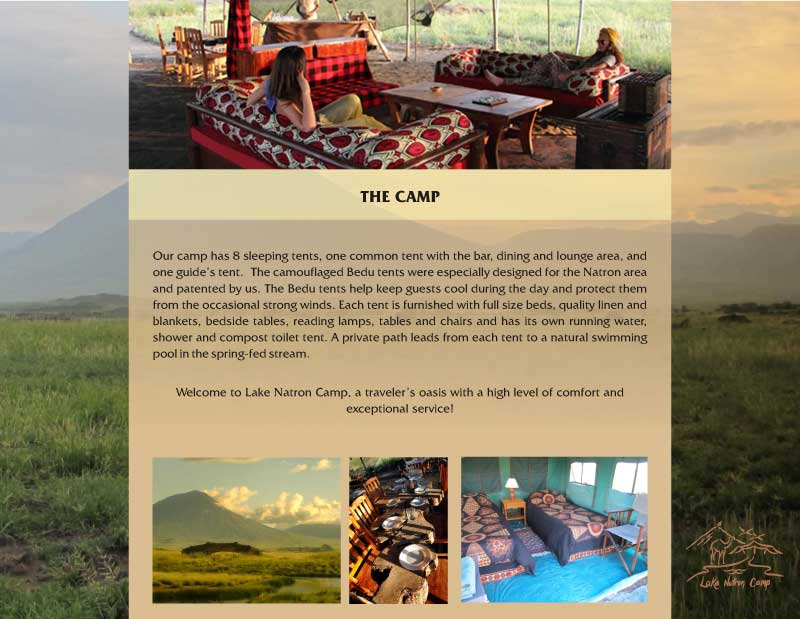 THE CAMP
Our camp has 8 sleeping tents, one common tent with the bar, dining and lounge area, and
one guide's tent.  The camouflaged Bedu tents were especially designed for the Natron area
and patented by us. The Bedu tents help keep guests cool during the day and protect them
from the occasional strong winds. Each tent is furnished with full size beds, quality linen and
blankets, bedside tables, reading lamps, tables and chairs and has its own running water,
shower and compost toilet tent. A private path leads from each tent to a natural swimming
pool in the spring-fed stream.
Welcome to Lake Natron Camp, a traveler's oasis with a high level of comfort and
exceptional service!
Lake Natron Camp